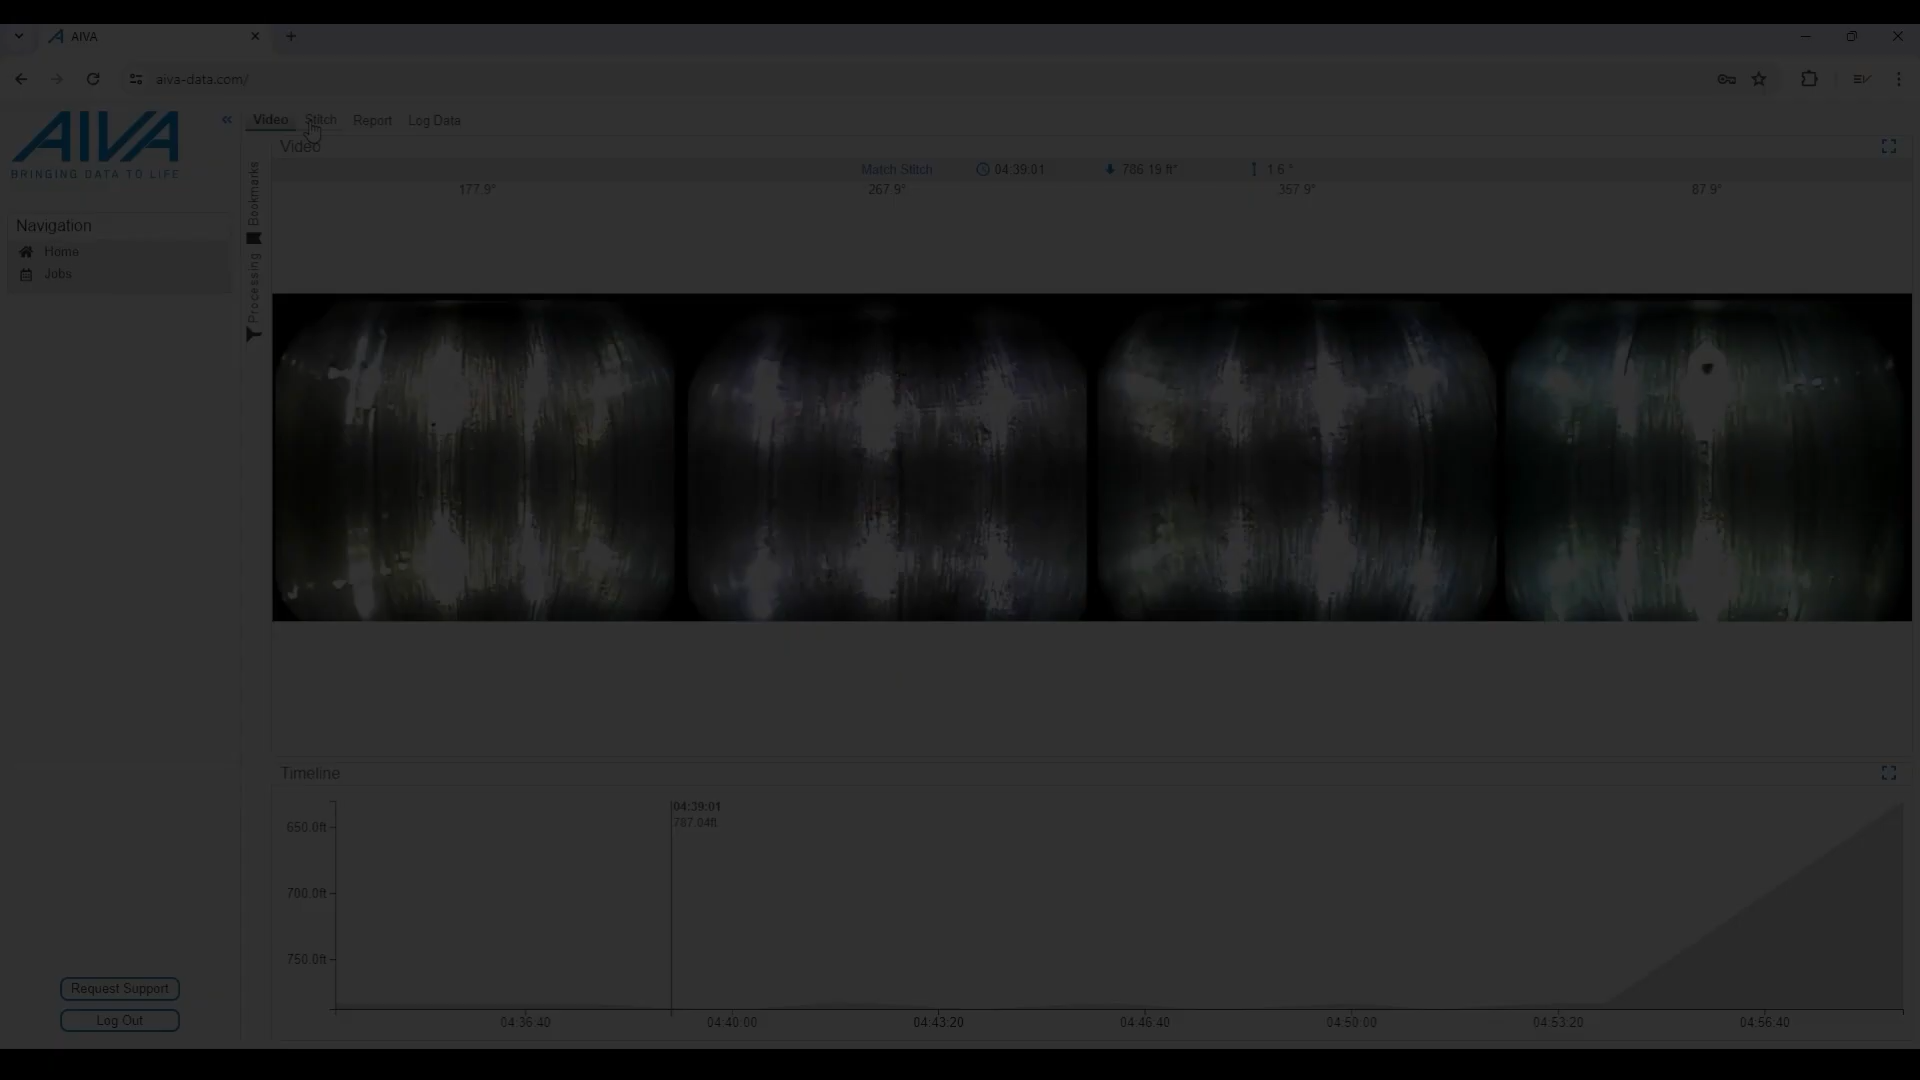 AIVA
aiva-data.com/
AIVA
BRINGING DATA TO LIFE
Navigation
Home
Jobs
Request Support
Log Out
Video
Stitch
Report
Log Data
Bookmarks
Processing
Video
Match Stitch
04:39:01
786.19 ft*
1.6 °
177.9°
267.9°
357.9°
87.9°
Timeline
04:39:01
787.04ft
650.0ft
700.0ft
750.0ft
04:36:40
04:40:00
04:43:20
04:46:40
04:50:00
04:53:20
04:56:40